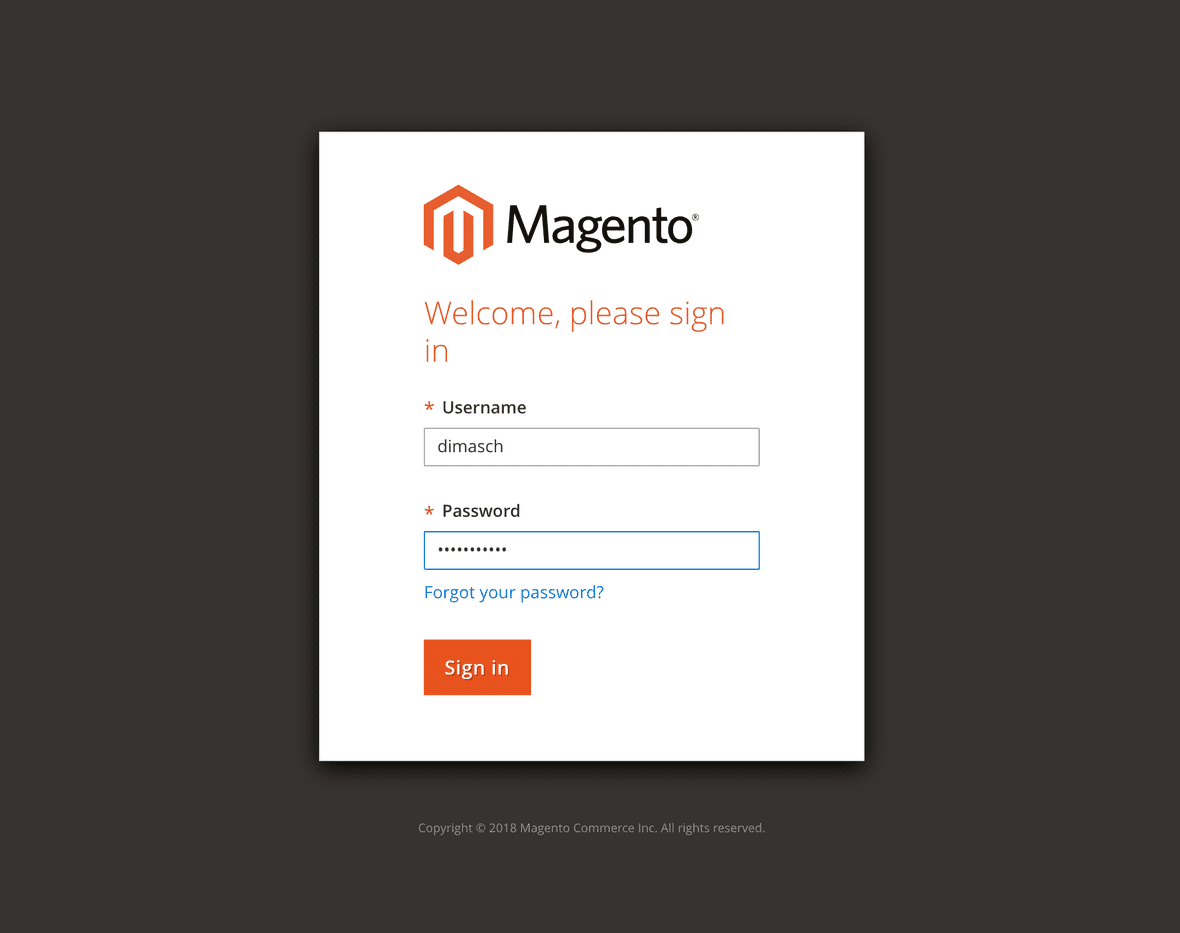 Magento®
Welcome, please sign
in
* Username
dimasch
* Password
•••••••••••
Forgot your password?
Sign in
Copyright © 2018 Magento Commerce Inc. All rights reserved.